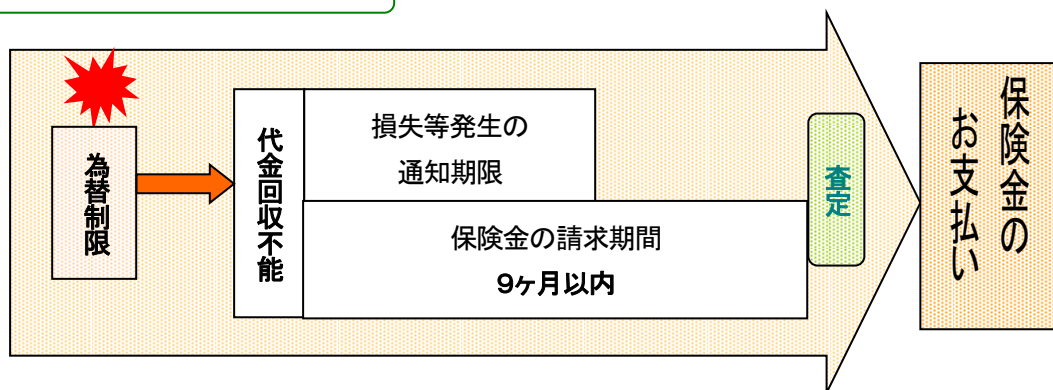 為替制限
代金回収不能
損失等発生の
通知期限
保険金の請求期間
9ヶ月以内
査定
保険金の
お支払い